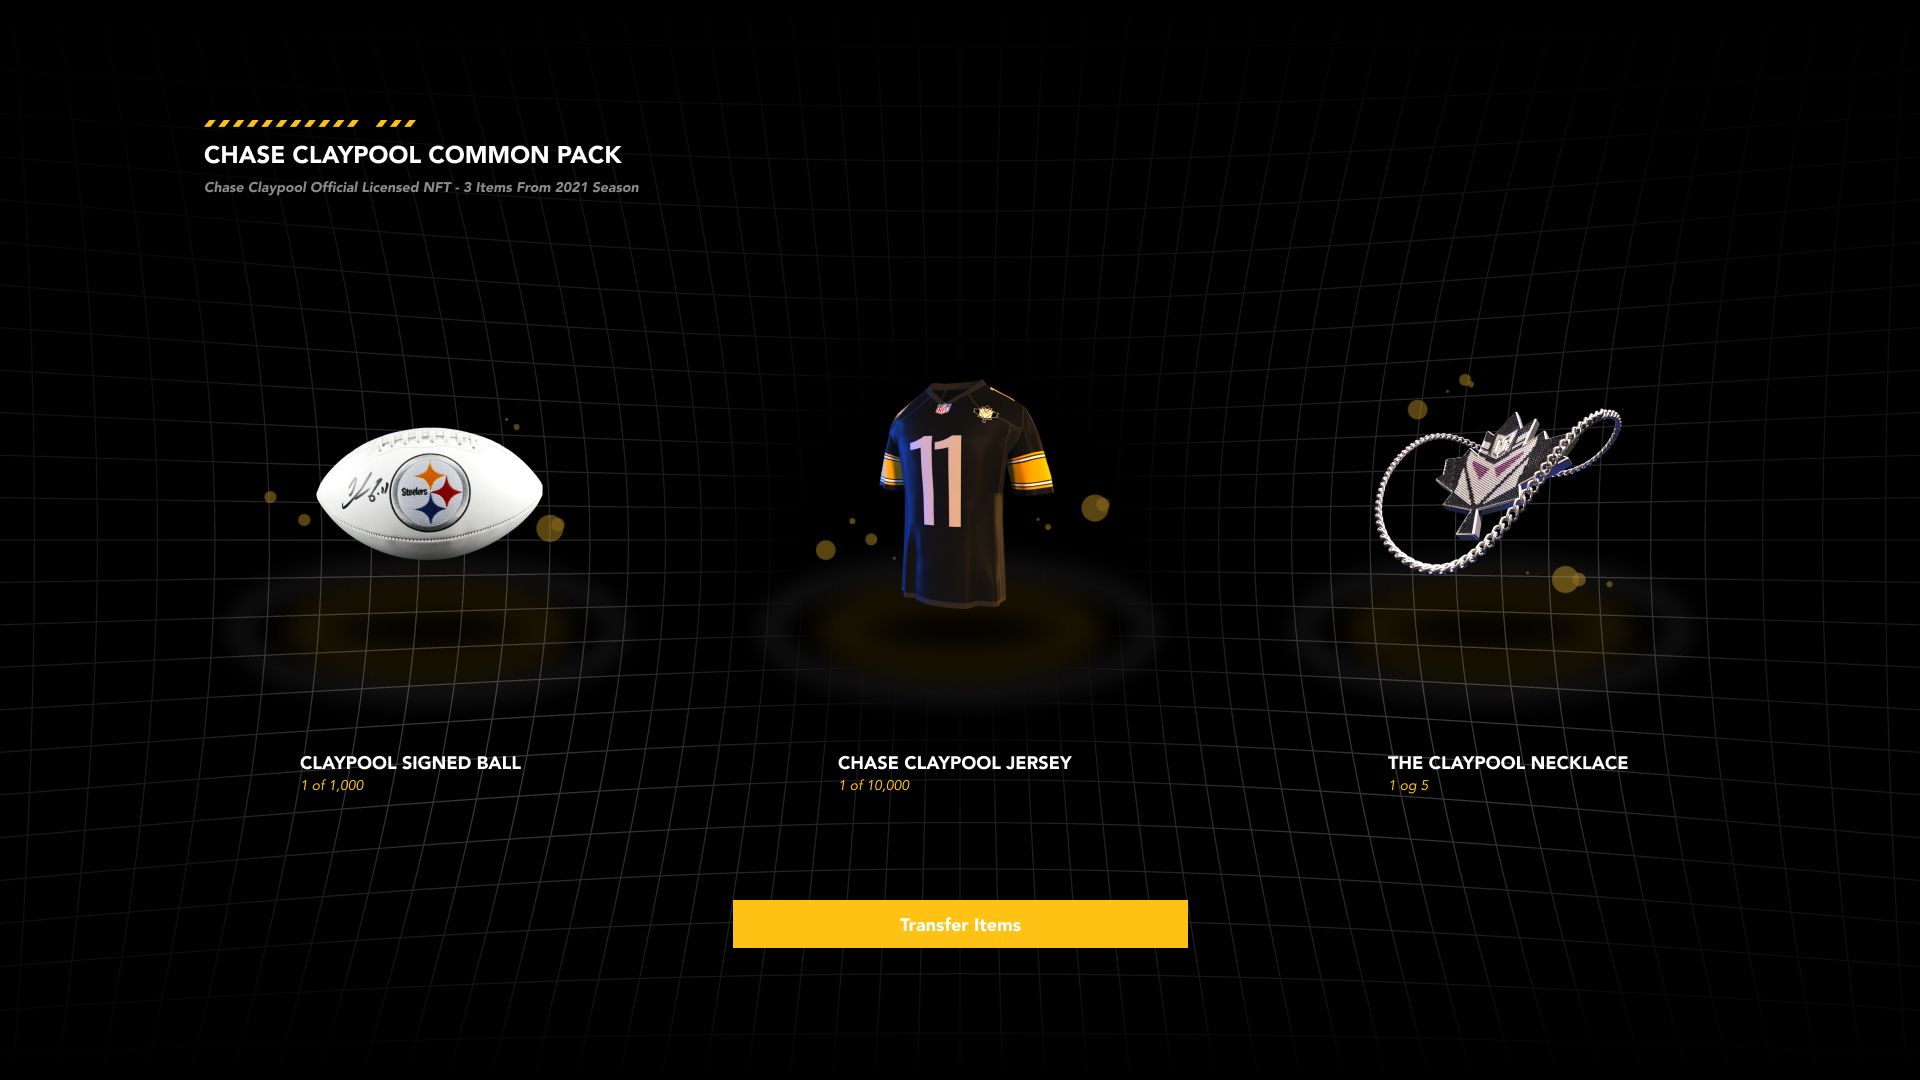 CHASE CLAYPOOL COMMON PACK
Chase Claypool Official Licensed NFT - 3 Items From 2021 Season
Steelers
11
CLAYPOOL SIGNED BALL
1 of 1,000
CHASE CLAYPOOL JERSEY
1 of 10,000
THE CLAYPOOL NECKLACE
1 og 5
Transfer Items